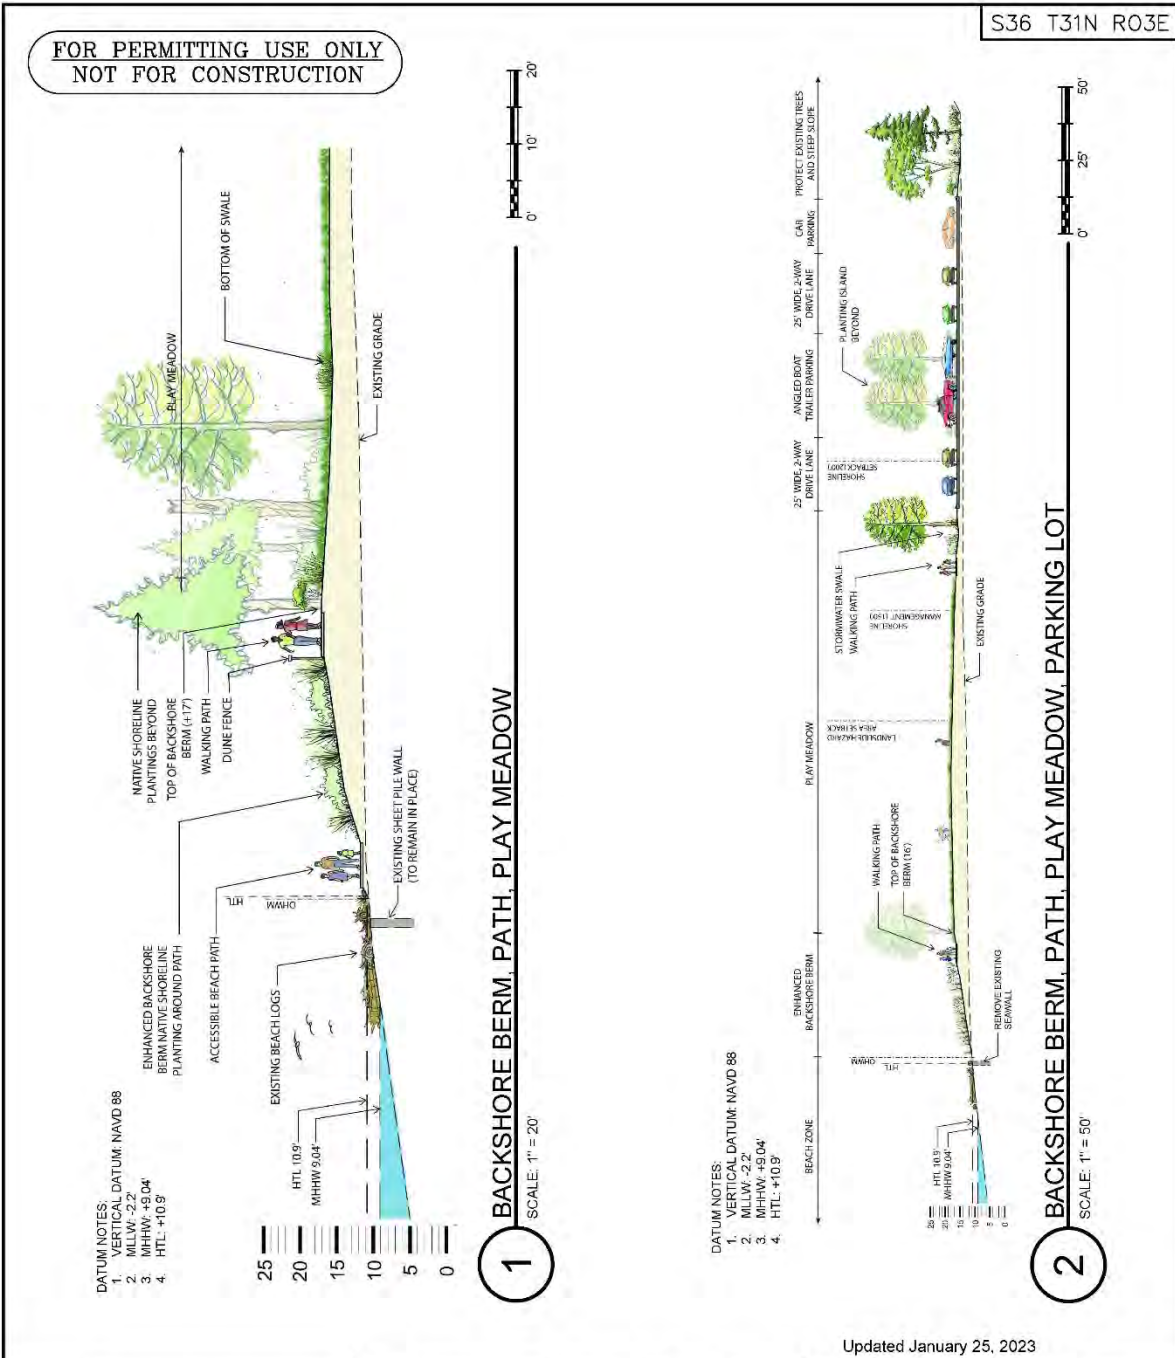 S36 T31N R03E
FOR PERMITTING USE ONLY
NOT FOR CONSTRUCTION
PLAY MEADOW
BOTTOM OF SWALE
EXISTING GRADE
NATIVE SHORELINE
PLANTINGS BEYOND
TOP OF BACKSHORE
BERM (+17')
WALKING PATH
DUNE FENCE
ENHANCED BACKSHORE
BERM NATIVE SHORELINE
PLANTING AROUND PATH
ACCESSIBLE BEACH PATH
HTL
OHWM
EXISTING SHEET PILE WALL
(TO REMAIN IN PLACE)
EXISTING BEACH LOGS
HTL 10.9'
MHHW 9.04'
DATUM NOTES:
1. VERTICAL DATUM: NAVD 88
2. MLLW: -2.2'
3. MHHW: +9.04'
4. HTL: +10.9'
25
20
15
10
5
0
0'
10'
20'
1
BACKSHORE BERM, PATH, PLAY MEADOW
SCALE: 1" = 20'
PROTECT EXISTING TREES
AND STEEP SLOPE
CAR
PARKING
25' WIDE, 2-WAY
DRIVE LANE
ANGLED BOAT
TRAILER PARKING
25' WIDE, 2-WAY
DRIVE LANE
PLAY MEADOW
ENHANCED
BACKSHORE BERM
BEACH ZONE
PLANTING ISLAND
BEYOND
SHORELINE
SETBACK (200')
STORMWATER SWALE
WALKING PATH
SHORELINE
MANAGEMENT (150')
EXISTING GRADE
LANDSLIDE HAZARD
AREA SETBACK
WALKING PATH
TOP OF BACKSHORE
BERM (16')
OHWM
HTL
REMOVE EXISTING
SEAWALL
HTL 10.9'
MHHW 9.04'
DATUM NOTES:
1. VERTICAL DATUM: NAVD 88
2. MLLW: -2.2'
3. MHHW: +9.04'
4. HTL: +10.9'
25
20
15
10
5
0
0'
25'
50'
2
BACKSHORE BERM, PATH, PLAY MEADOW, PARKING LOT
SCALE: 1" = 50'
Updated January 25, 2023